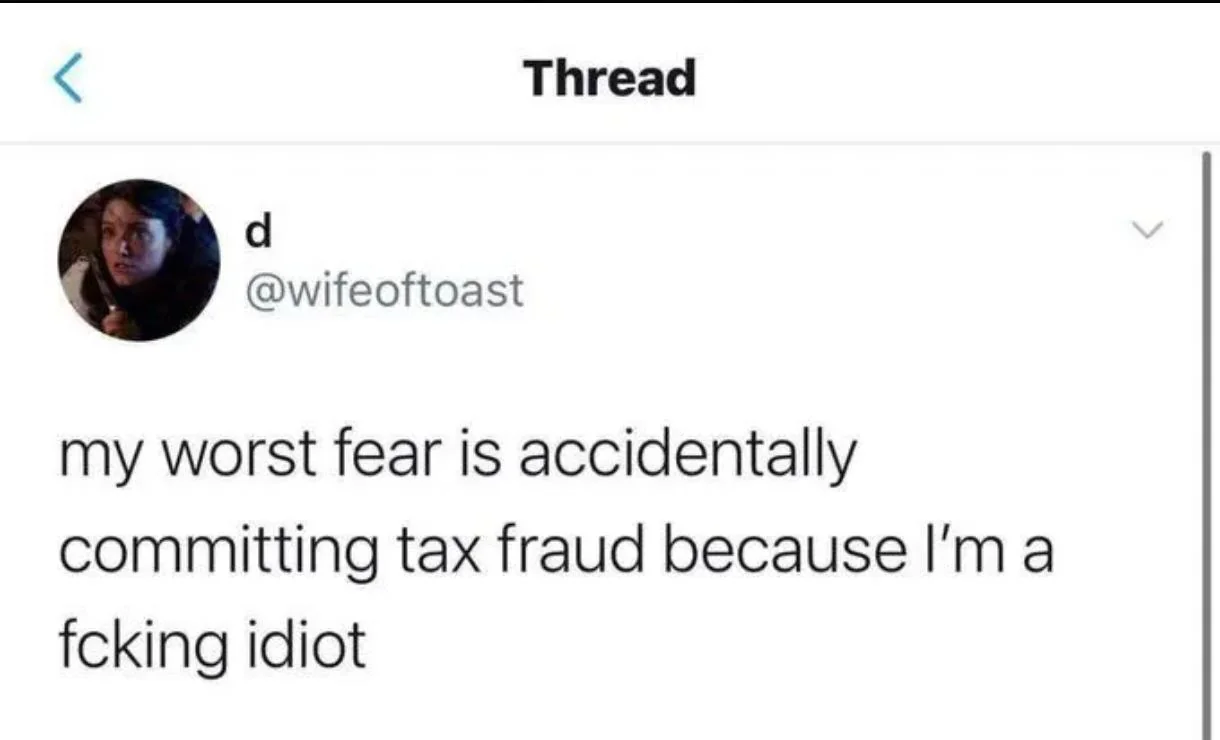 Thread
d
@wifeoftoast
my worst fear is accidentally
committing tax fraud because I'm a
fcking idiot